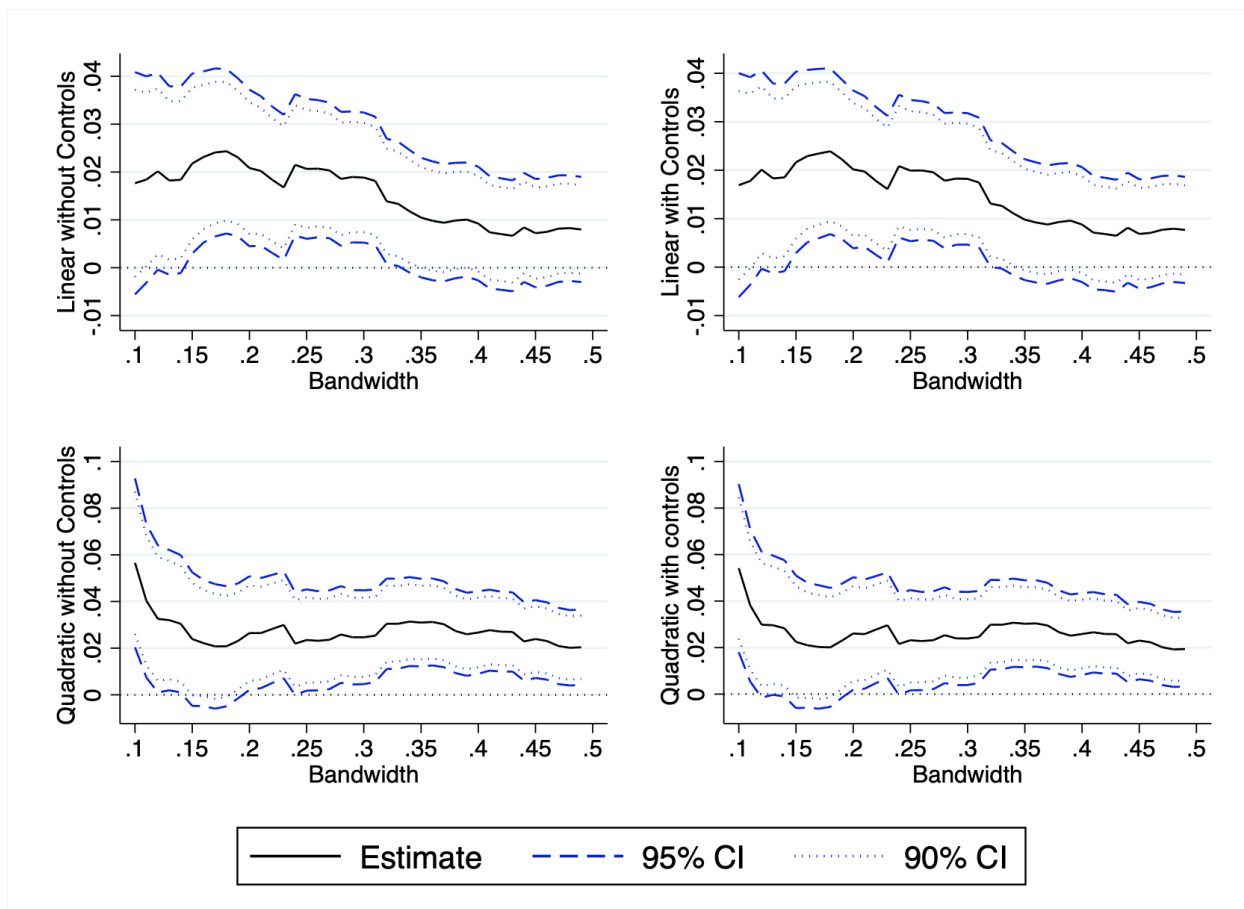 Linear without Controls
.04
.03
.02
.01
0
-.01
.1 .15 .2 .25 .3 .35 .4 .45 .5
Bandwidth
Linear with Controls
.04
.03
.02
.01
0
-.01
.1 .15 .2 .25 .3 .35 .4 .45 .5
Bandwidth
Quadratic without Controls
.1
.08
.06
.04
.02
0
.1 .15 .2 .25 .3 .35 .4 .45 .5
Bandwidth
Quadratic with controls
.1
.08
.06
.04
.02
0
.1 .15 .2 .25 .3 .35 .4 .45 .5
Bandwidth
Estimate 95% CI 90% CI